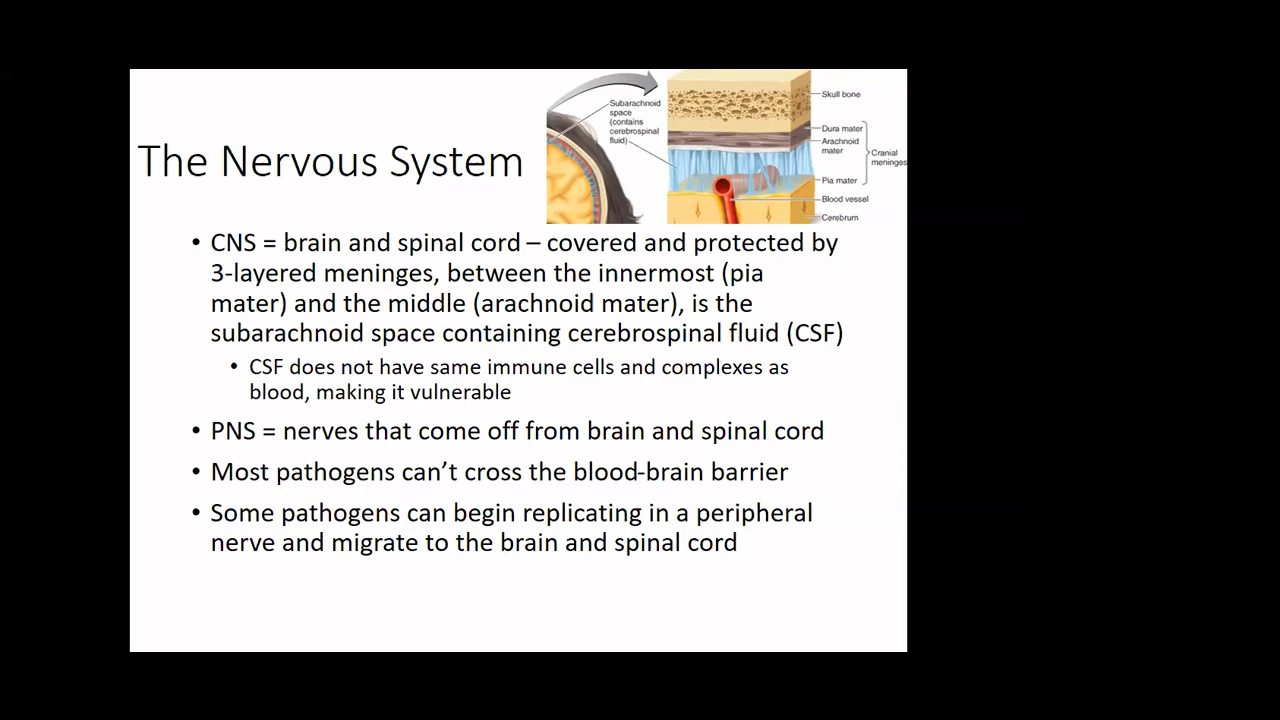 The Nervous System
Subarachnoid
space
(contains
cerebrospinal
fluid)
Skull bone
Dura mater
Arachnoid
mater
Cranial
meninges
Pia mater
Blood vessel
Cerebrum
• CNS = brain and spinal cord – covered and protected by
3-layered meninges, between the innermost (pia
mater) and the middle (arachnoid mater), is the
subarachnoid space containing cerebrospinal fluid (CSF)
• CSF does not have same immune cells and complexes as
blood, making it vulnerable
• PNS = nerves that come off from brain and spinal cord
• Most pathogens can’t cross the blood-brain barrier
• Some pathogens can begin replicating in a peripheral
nerve and migrate to the brain and spinal cord